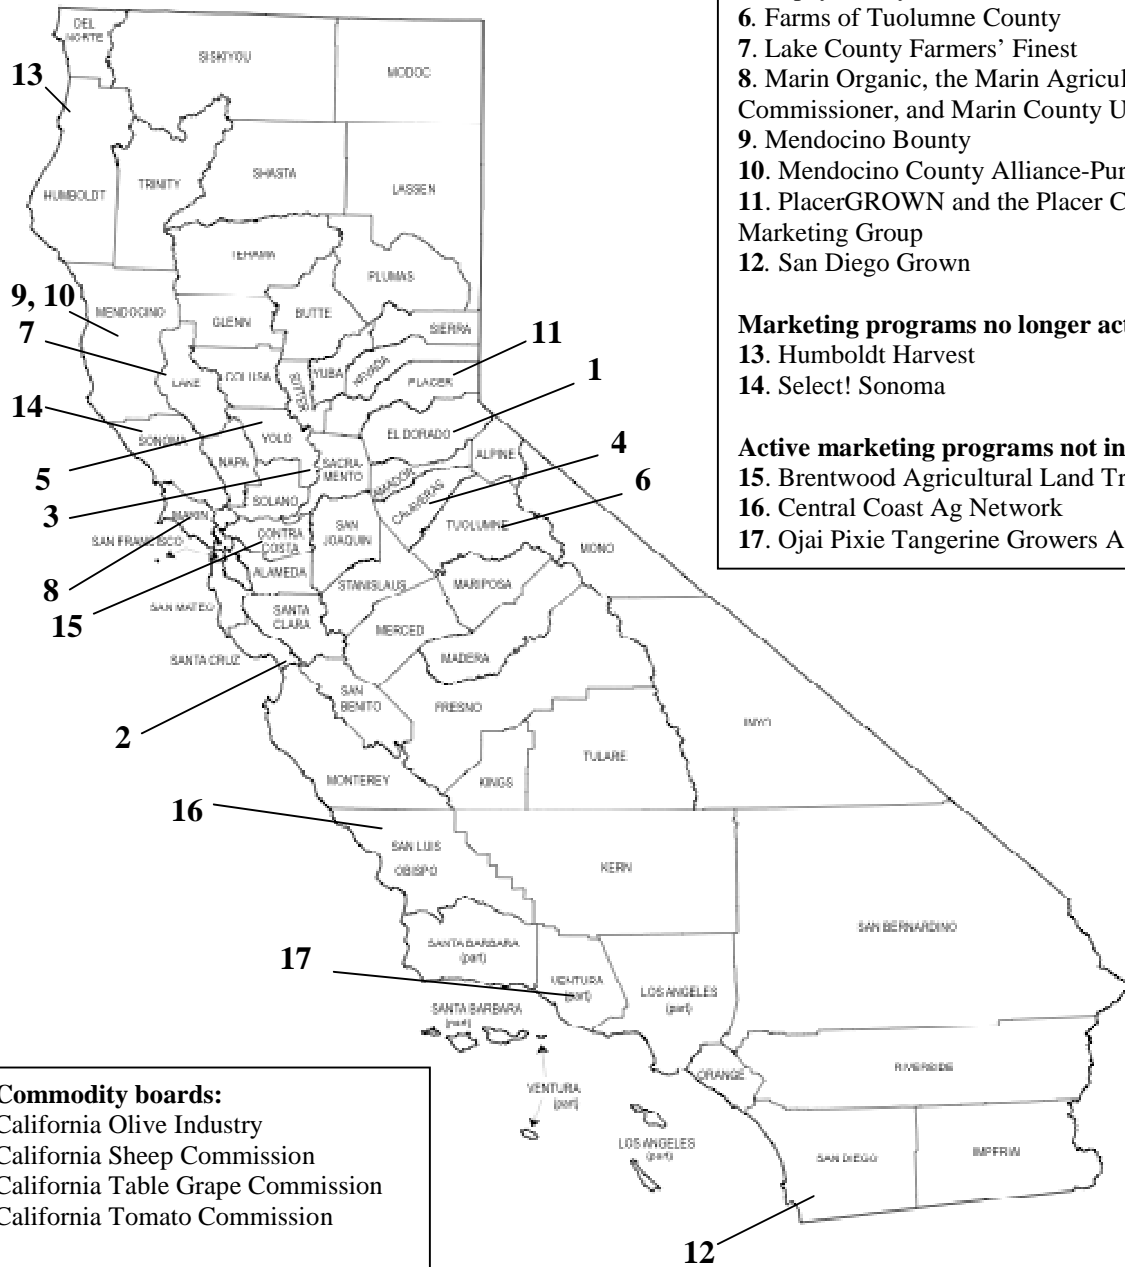 6. Farms of Tuolumne County
7. Lake County Farmers' Finest
8. Marin Organic, the Marin Agricul
Commissioner, and Marin County U
9. Mendocino Bounty
10. Mendocino County Alliance-Pur
11. PlacerGROWN and the Placer C
Marketing Group
12. San Diego Grown
Marketing programs no longer act
13. Humboldt Harvest
14. Select! Sonoma
Active marketing programs not in
15. Brentwood Agricultural Land Tr
16. Central Coast Ag Network
17. Ojai Pixie Tangerine Growers A
DEL
NORTE
SISKIYOU
MODOC
13
HUMBOLDT
TRINITY
SHASTA
LASSEN
TEHAMA
PLUMAS
9, 10
MENDOCINO
GLENN
BUTTE
SIERRA
7
LAKE
COLUSA
SUTTER
YUBA
NEVADA
PLACER
11
1
14
SONOMA
NAPA
YOLO
SACRA-
MENTO
EL DORADO
ALPINE
4
5
AMADOR
CALAVERAS
6
3
SOLANO
MARIN
SAN FRANCISCO
CONTRA
COSTA
SAN
JOAQUIN
TUOLUMNE
MONO
8
ALAMEDA
STANISLAUS
MARIPOSA
15
SAN MATEO
SANTA
CLARA
MERCED
MADERA
SANTA CRUZ
2
SAN
BENITO
FRESNO
INYO
MONTEREY
KINGS
TULARE
16
SAN LUIS
OBISPO
KERN
SAN BERNARDINO
17
SANTA BARBARA
(part)
VENTURA
(part)
LOS ANGELES
(part)
SANTA BARBARA
(part)
ORANGE
RIVERSIDE
VENTURA
(part)
LOS ANGELES
(part)
SAN DIEGO
IMPERIAL
12
Commodity boards:
California Olive Industry
California Sheep Commission
California Table Grape Commission
California Tomato Commission